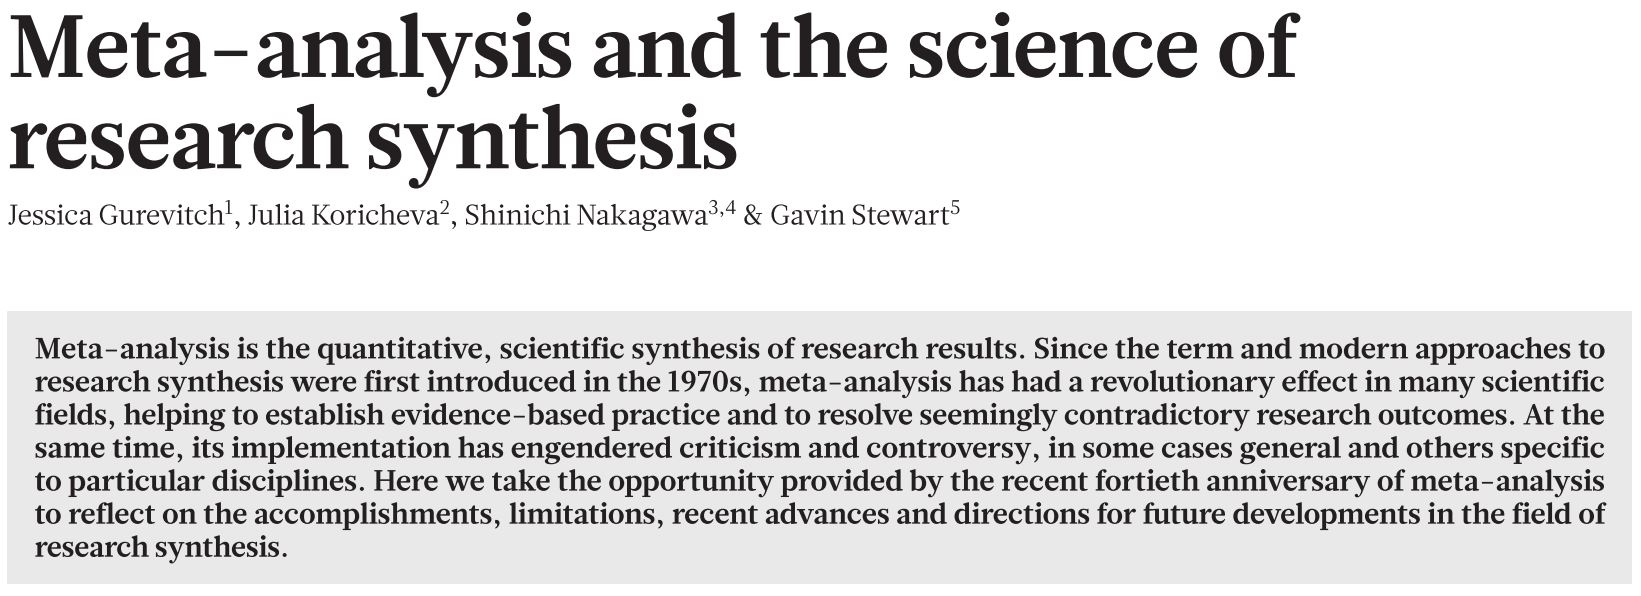 Meta-analysis and the science of
research synthesis
Jessica Gurevitch1, Julia Koricheva2, Shinichi Nakagawa3,4 & Gavin Stewart5
Meta-analysis is the quantitative, scientific synthesis of research results. Since the term and modern approaches to
research synthesis were first introduced in the 1970s, meta-analysis has had a revolutionary effect in many scientific
fields, helping to establish evidence-based practice and to resolve seemingly contradictory research outcomes. At the
same time, its implementation has engendered criticism and controversy, in some cases general and others specific
to particular disciplines. Here we take the opportunity provided by the recent fortieth anniversary of meta-analysis
to reflect on the accomplishments, limitations, recent advances and directions for future developments in the field of
research synthesis.